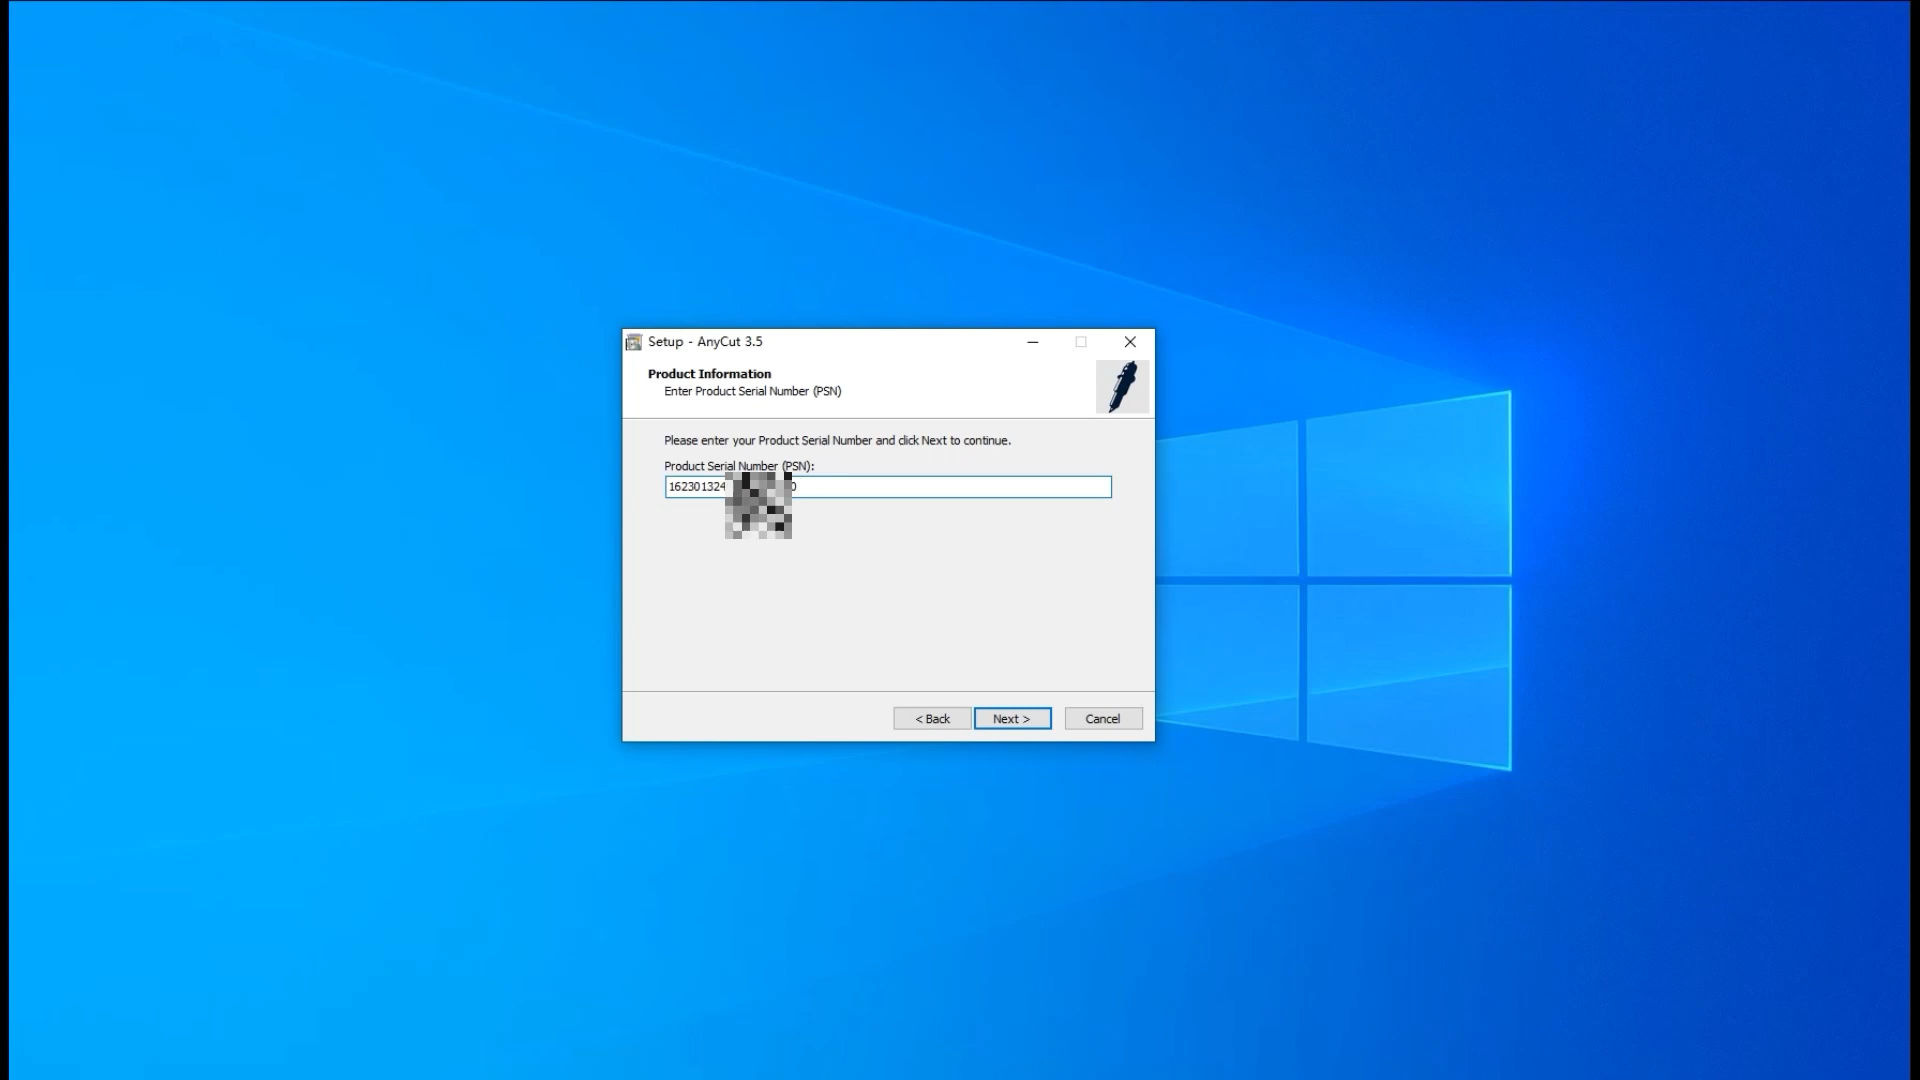 Setup - AnyCut 3.5
Product Information
Enter Product Serial Number (PSN)
Please enter your Product Serial Number and click Next to continue.
Product Serial Number (PSN):
16230132
< Back
Next >
Cancel